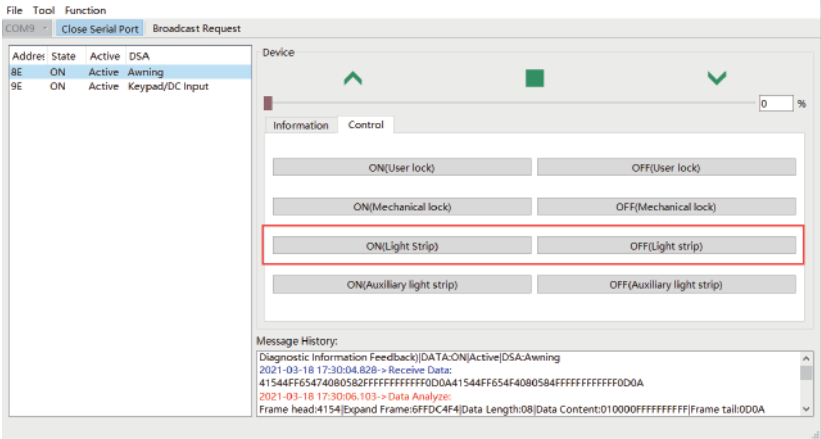 File Tool Function
COM9 Close Serial Port Broadcast Request
Addres State Active DSA
8E ON Active Awning
9E ON Active Keypad/DC Input
Device
0 %
Information Control
ON(User lock) OFF(User lock)
ON(Mechanical lock) OFF(Mechanical lock)
ON(Light Strip) OFF(Light strip)
ON(Auxiliary light strip) OFF(Auxiliary light strip)
Message History:
Diagnostic Information Feedback)|DATA:ON|Active|DSA:Awning
2021-03-18 17:30:04.828->Receive Data:
41544FF65474080582FFFFFFFFFFFF0D0A41544FF654F4080584FFFFFFFFFFFF0D0A
2021-03-18 17:30:06.103->Data Analyze:
Frame head:4154|Expand Frame:6FFDC4F4|Data Length:08|Data Content:010000FFFFFFFFFF|Frame tail:0D0A